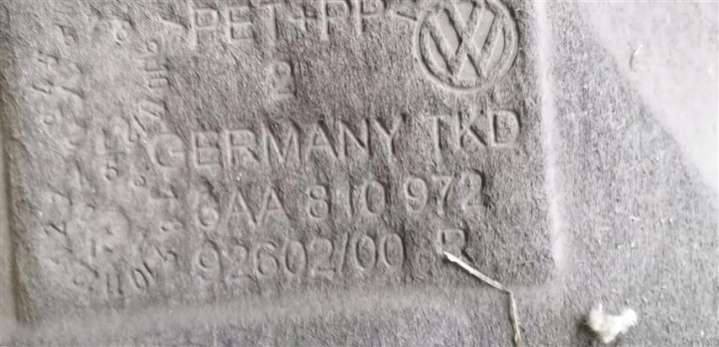 >PET+PP<
2
GERMANY TKD
6AA 810 972
92602/00 R